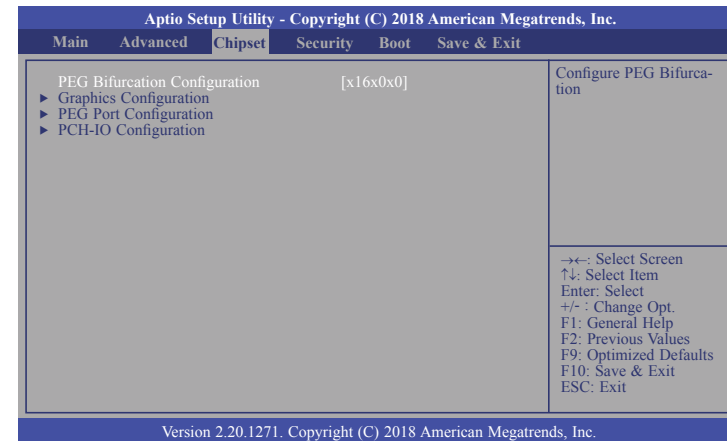 Aptio Setup Utility - Copyright (C) 2018 American Megatrends, Inc.
Main Advanced Chipset Security Boot Save & Exit
PEG Bifurcation Configuration [x16x0x0]
▶ Graphics Configuration
▶ PEG Port Configuration
▶ PCH-IO Configuration
Configure PEG Bifurca-
tion
→←: Select Screen
↑↓: Select Item
Enter: Select
+/- : Change Opt.
F1: General Help
F2: Previous Values
F9: Optimized Defaults
F10: Save & Exit
ESC: Exit
Version 2.20.1271. Copyright (C) 2018 American Megatrends, Inc.